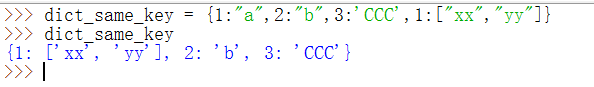 >>> dict_same_key = {1:"a",2:"b",3:'CCC',1:["xx","yy"]}
>>> dict_same_key
{1: ['xx', 'yy'], 2: 'b', 3: 'CCC'}
>>>